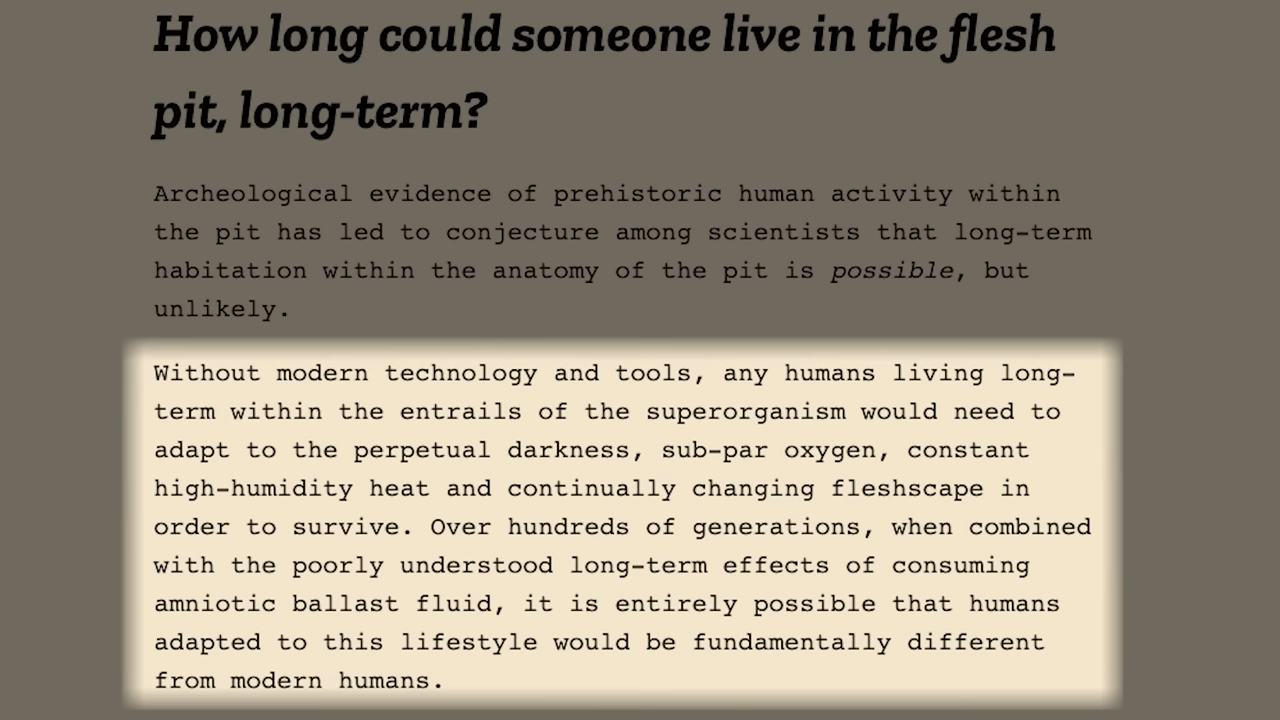 How long could someone live in the flesh
pit, long-term?
Archeological evidence of prehistoric human activity within
the pit has led to conjecture among scientists that long-term
habitation within the anatomy of the pit is possible, but
unlikely.
Without modern technology and tools, any humans living long-
term within the entrails of the superorganism would need to
adapt to the perpetual darkness, sub-par oxygen, constant
high-humidity heat and continually changing fleshscape in
order to survive. Over hundreds of generations, when combined
with the poorly understood long-term effects of consuming
amniotic ballast fluid, it is entirely possible that humans
adapted to this lifestyle would be fundamentally different
from modern humans.